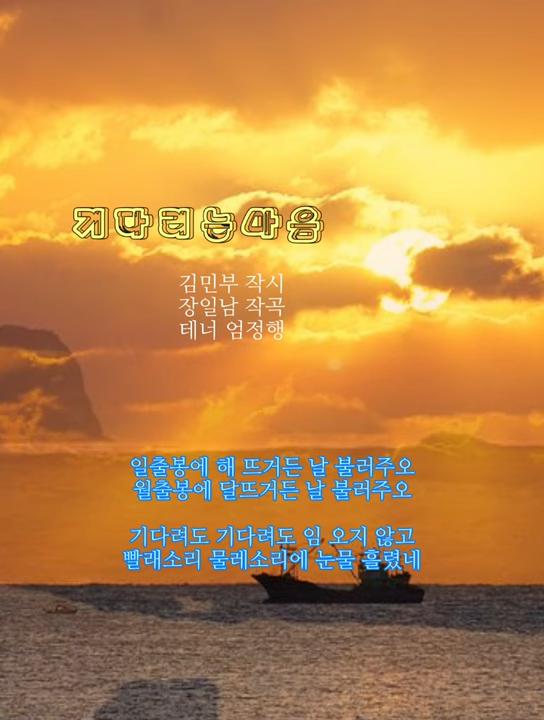 기다려는마음
김민부 작시
장일남 작곡
테너 엄정행
일출봉에 해 뜨거든 날 불러주오
월출봉에 달뜨거든 날 불러주오
기다려도 기다려도 임 오지 않고
빨래소리 물레소리에 눈물 흘렸네